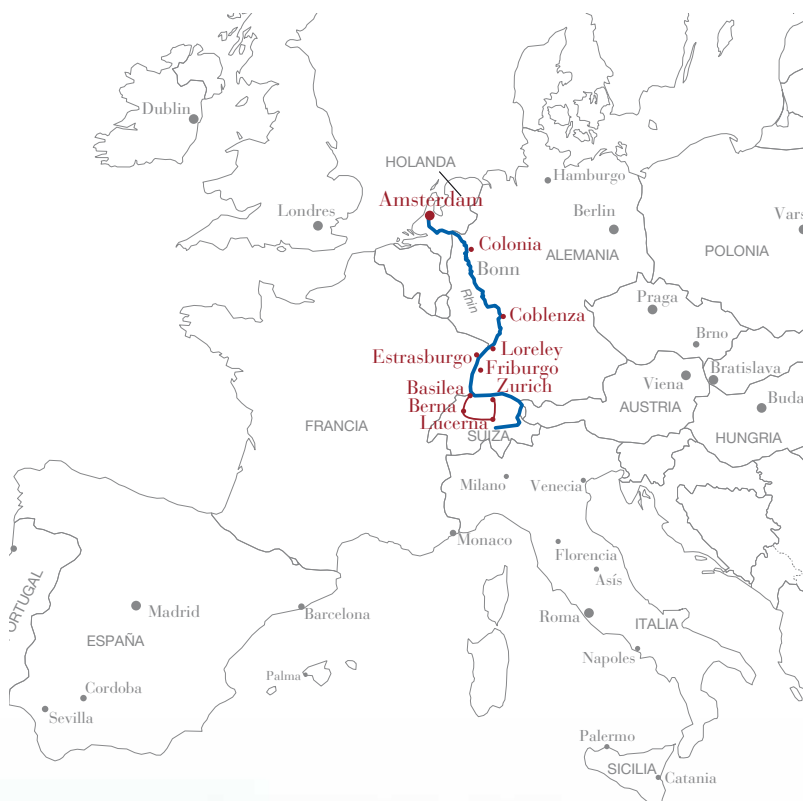 Dublin
HOLANDA
Hamburgo
Amsterdam
Londres
Berlin
Vars
Colonia
ALEMANIA
POLONIA
Bonn
Rhin
Praga
Coblenza
Brno
Loreley
Estrasburgo
Friburgo
Bratislava
Viena
Basilea
Zurich
Berna
AUSTRIA
Buda
Lucerna
FRANCIA
SUIZA
HUNGRIA
Milano
Venecia
Monaco
Florencia
Asís
PORTUGAL
Madrid
Barcelona
Roma
ITALIA
ESPAÑA
Napoles
Palma
Cordoba
Sevilla
Palermo
SICILIA
Catania